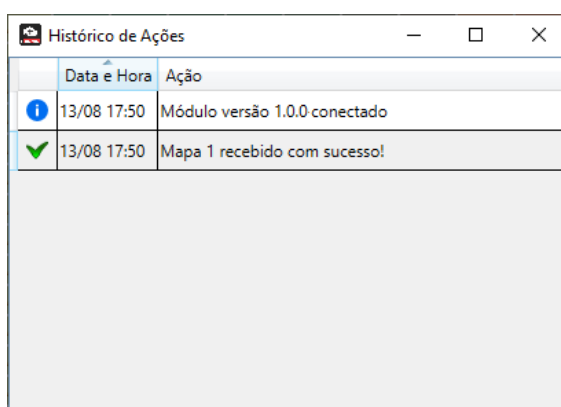 Histórico de Ações
Data e Hora Ação
13/08 17:50 Módulo versão 1.0.0 conectado
13/08 17:50 Mapa 1 recebido com sucesso!